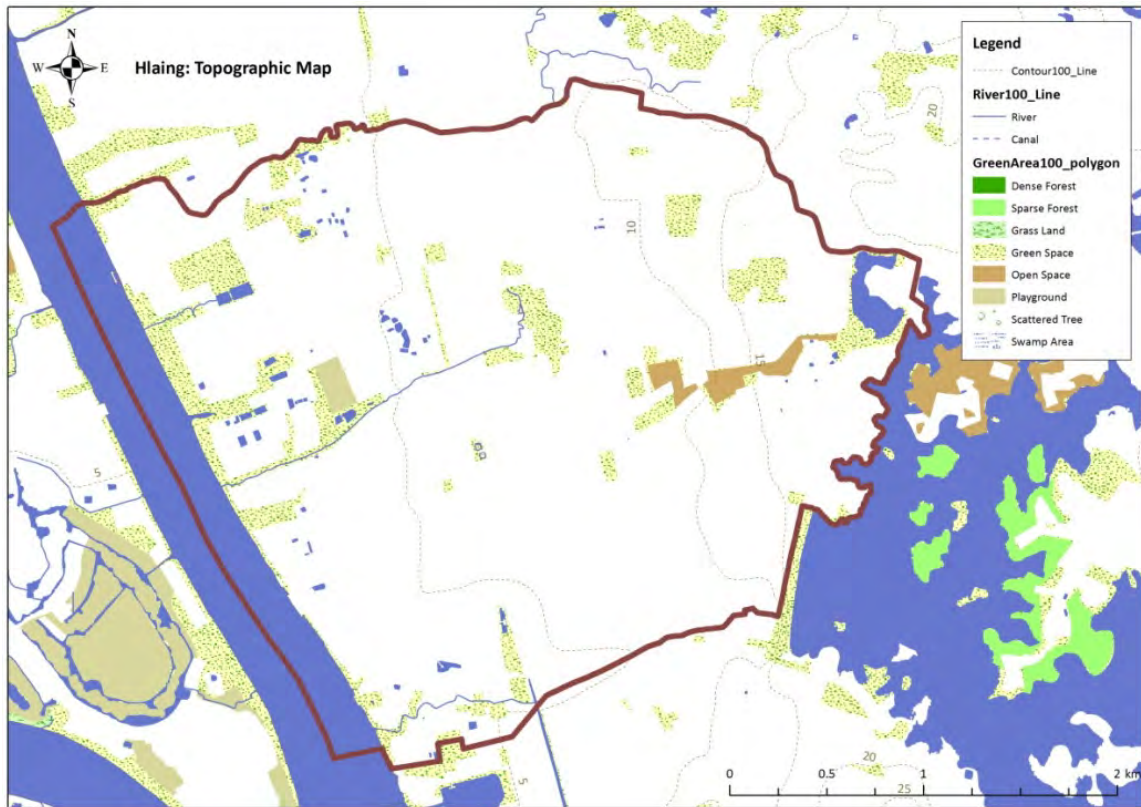 N
W E
S
Hlaing: Topographic Map
Legend
Contour100_Line
River100_Line
River
Canal
GreenArea100_polygon
Dense Forest
Sparse Forest
Grass Land
Green Space
Open Space
Playground
Scattered Tree
Swamp Area
20
10
15
5
5
20
25
0 0.5 1 2 km